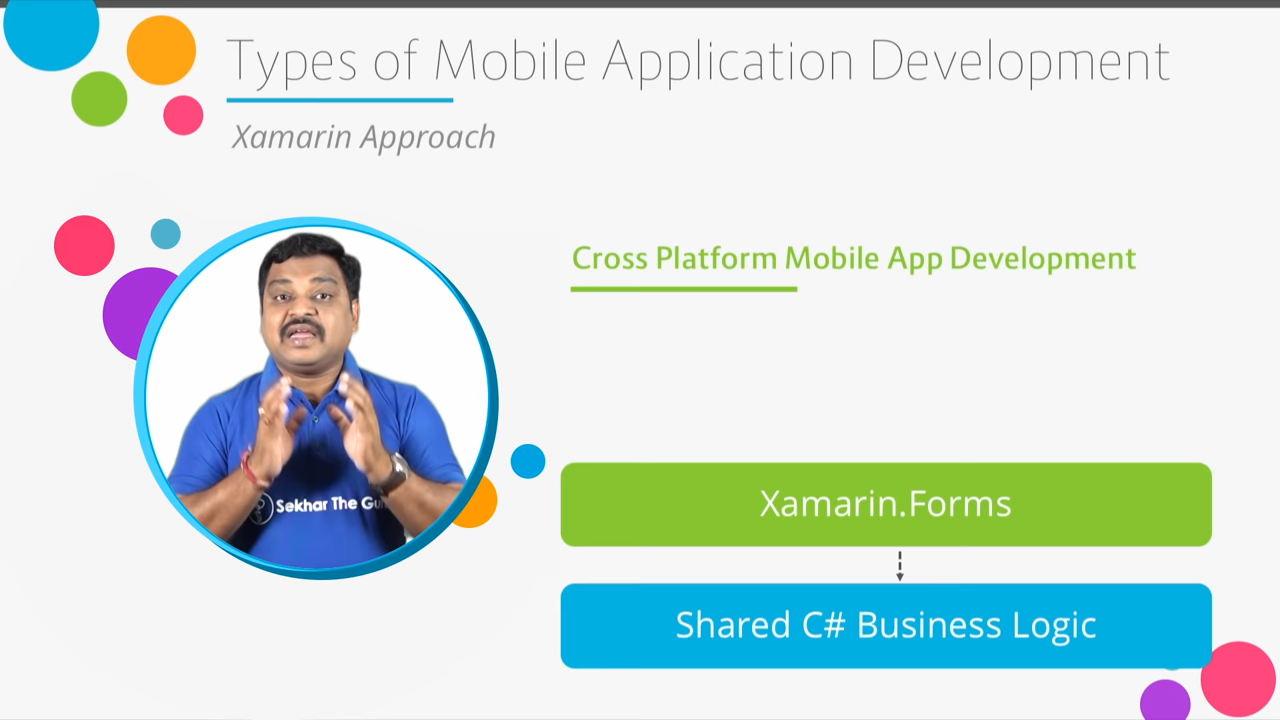 Types of Mobile Application Development
Xamarin Approach
Cross Platform Mobile App Development
Sekhar The
Xamarin.Forms
Shared C# Business Logic